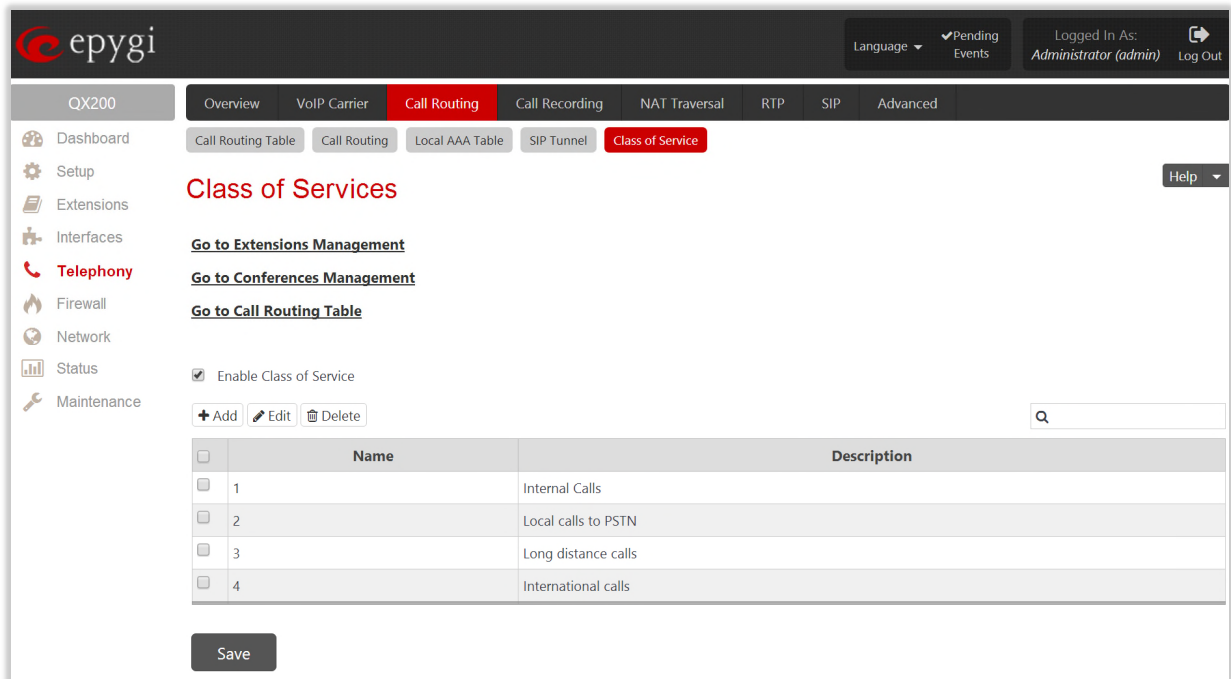 epygi
Language
Pending
Events
Logged In As:
Administrator (admin)
Log Out
QX200
Overview VoIP Carrier Call Routing Call Recording NAT Traversal RTP SIP Advanced
Call Routing Table Call Routing Local AAA Table SIP Tunnel Class of Service
Dashboard
Setup
Extensions
Interfaces
Telephony
Firewall
Network
Status
Maintenance
Help
Class of Services
Go to Extensions Management
Go to Conferences Management
Go to Call Routing Table
Enable Class of Service
Add Edit Delete
Name Description
1 Internal Calls
2 Local calls to PSTN
3 Long distance calls
4 International calls
Save